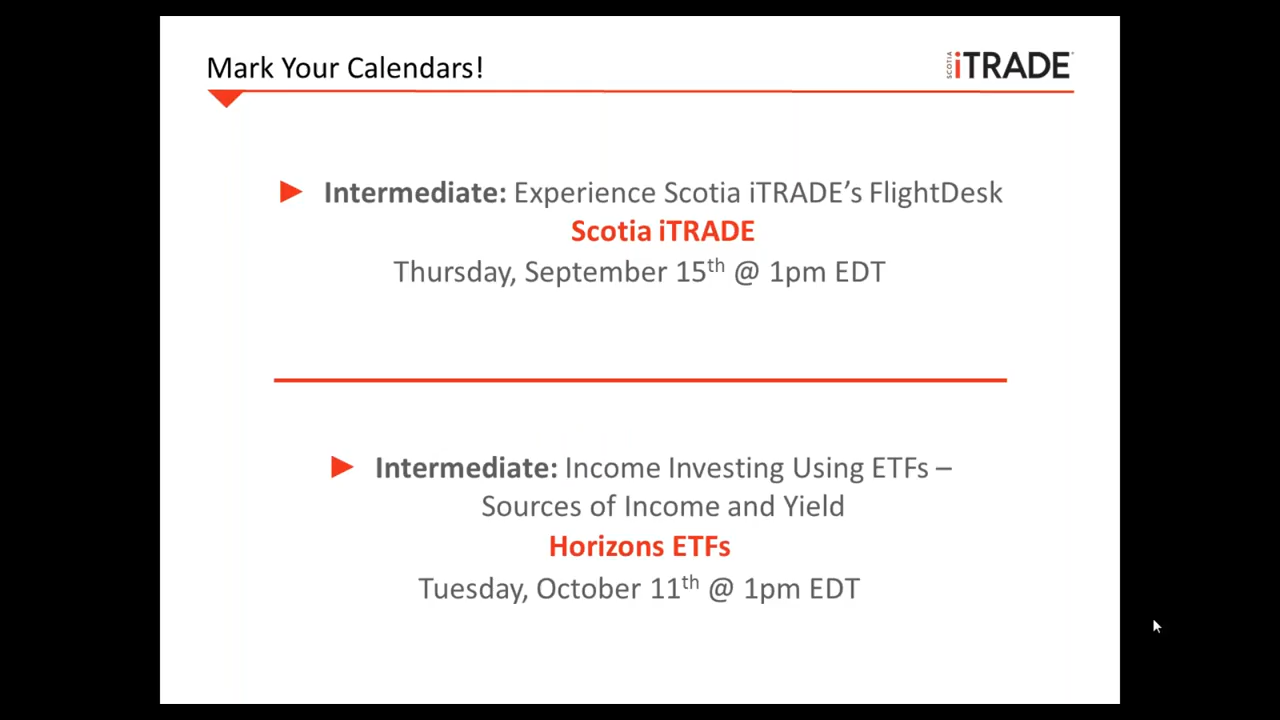 Mark Your Calendars!
SCOTIA iTRADE
Intermediate: Experience Scotia iTRADE’s FlightDesk
Scotia iTRADE
Thursday, September 15th @ 1pm EDT
Intermediate: Income Investing Using ETFs –
Sources of Income and Yield
Horizons ETFs
Tuesday, October 11th @ 1pm EDT